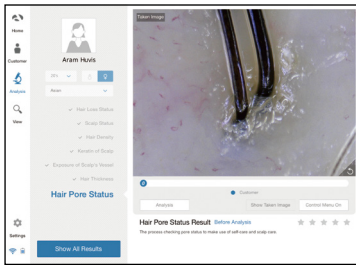 Home
Customer
Analysis
View
Settings
Aram Huvis
20's
Asian
Hair Loss Status
Scalp Status
Hair Density
Keratin of Scalp
Exposure of Scalp's Vessel
Hair Thickness
Hair Pore Status
Show All Results
Taken Image
Customer
Analysis
Show Taken Image
Control Menu On
Hair Pore Status Result Before Analysis
The process checking pore status to make use of self-care and scalp care